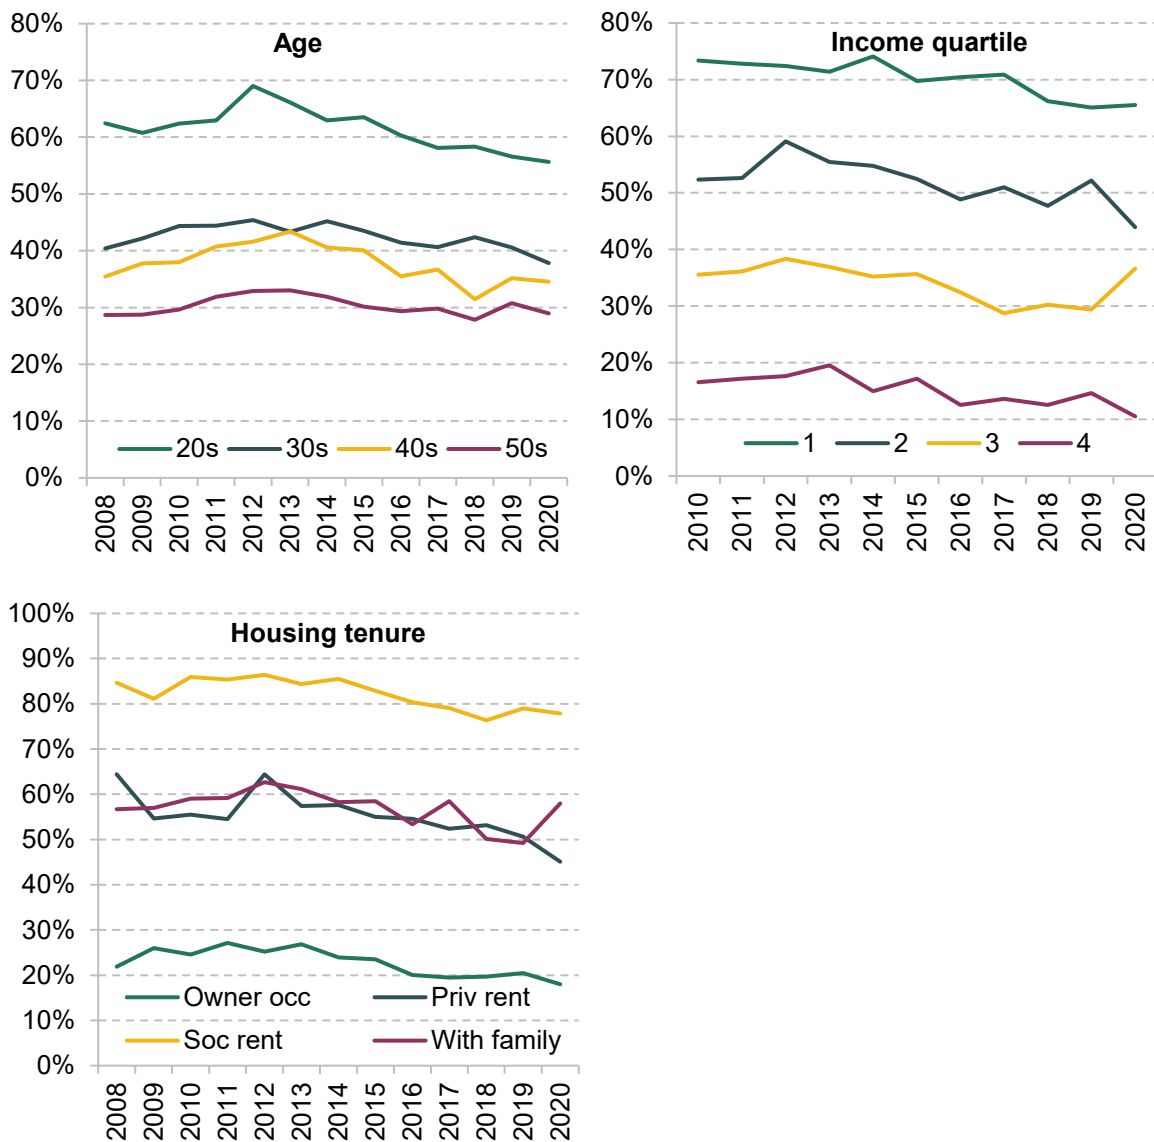 Age
80%
70%
60%
50%
40%
30%
20%
10%
0%
20s 30s 40s 50s
2008 2009 2010 2011 2012 2013 2014 2015 2016 2017 2018 2019 2020
Income quartile
80%
70%
60%
50%
40%
30%
20%
10%
0%
1 2 3 4
2010 2011 2012 2013 2014 2015 2016 2017 2018 2019 2020
Housing tenure
100%
90%
80%
70%
60%
50%
40%
30%
20%
10%
0%
Owner occ Priv rent
Soc rent With family
2008 2009 2010 2011 2012 2013 2014 2015 2016 2017 2018 2019 2020